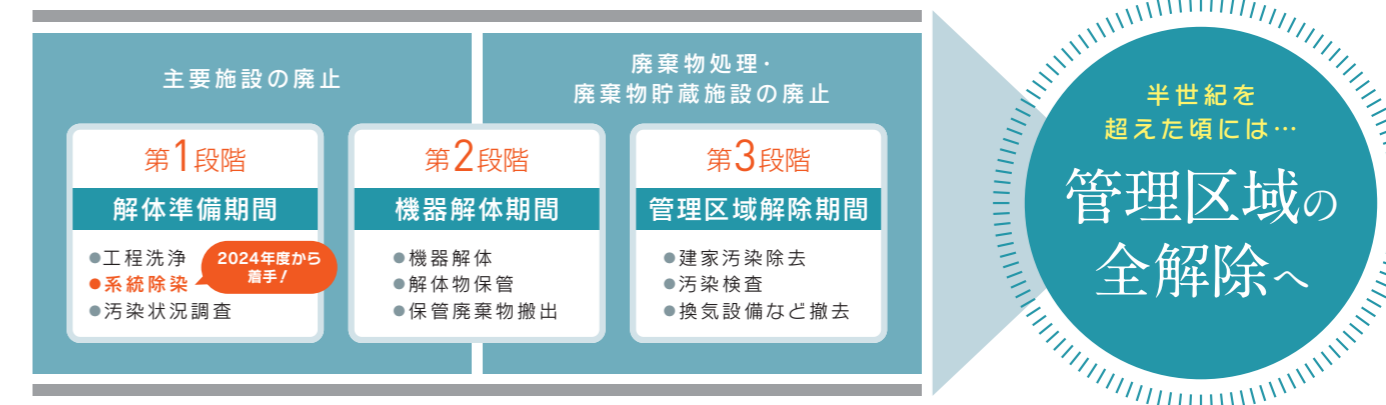 主要施設の廃止
廃棄物処理・
廃棄物貯蔵施設の廃止
第1段階
解体準備期間
●工程洗浄
●系統除染
2024年度から
着手!
●汚染状況調査
第2段階
機器解体期間
●機器解体
●解体物保管
●保管廃棄物搬出
第3段階
管理区域解除期間
●建家汚染除去
●汚染検査
●換気設備など撤去
半世紀を
超えた頃には…
管理区域の
全解除へ